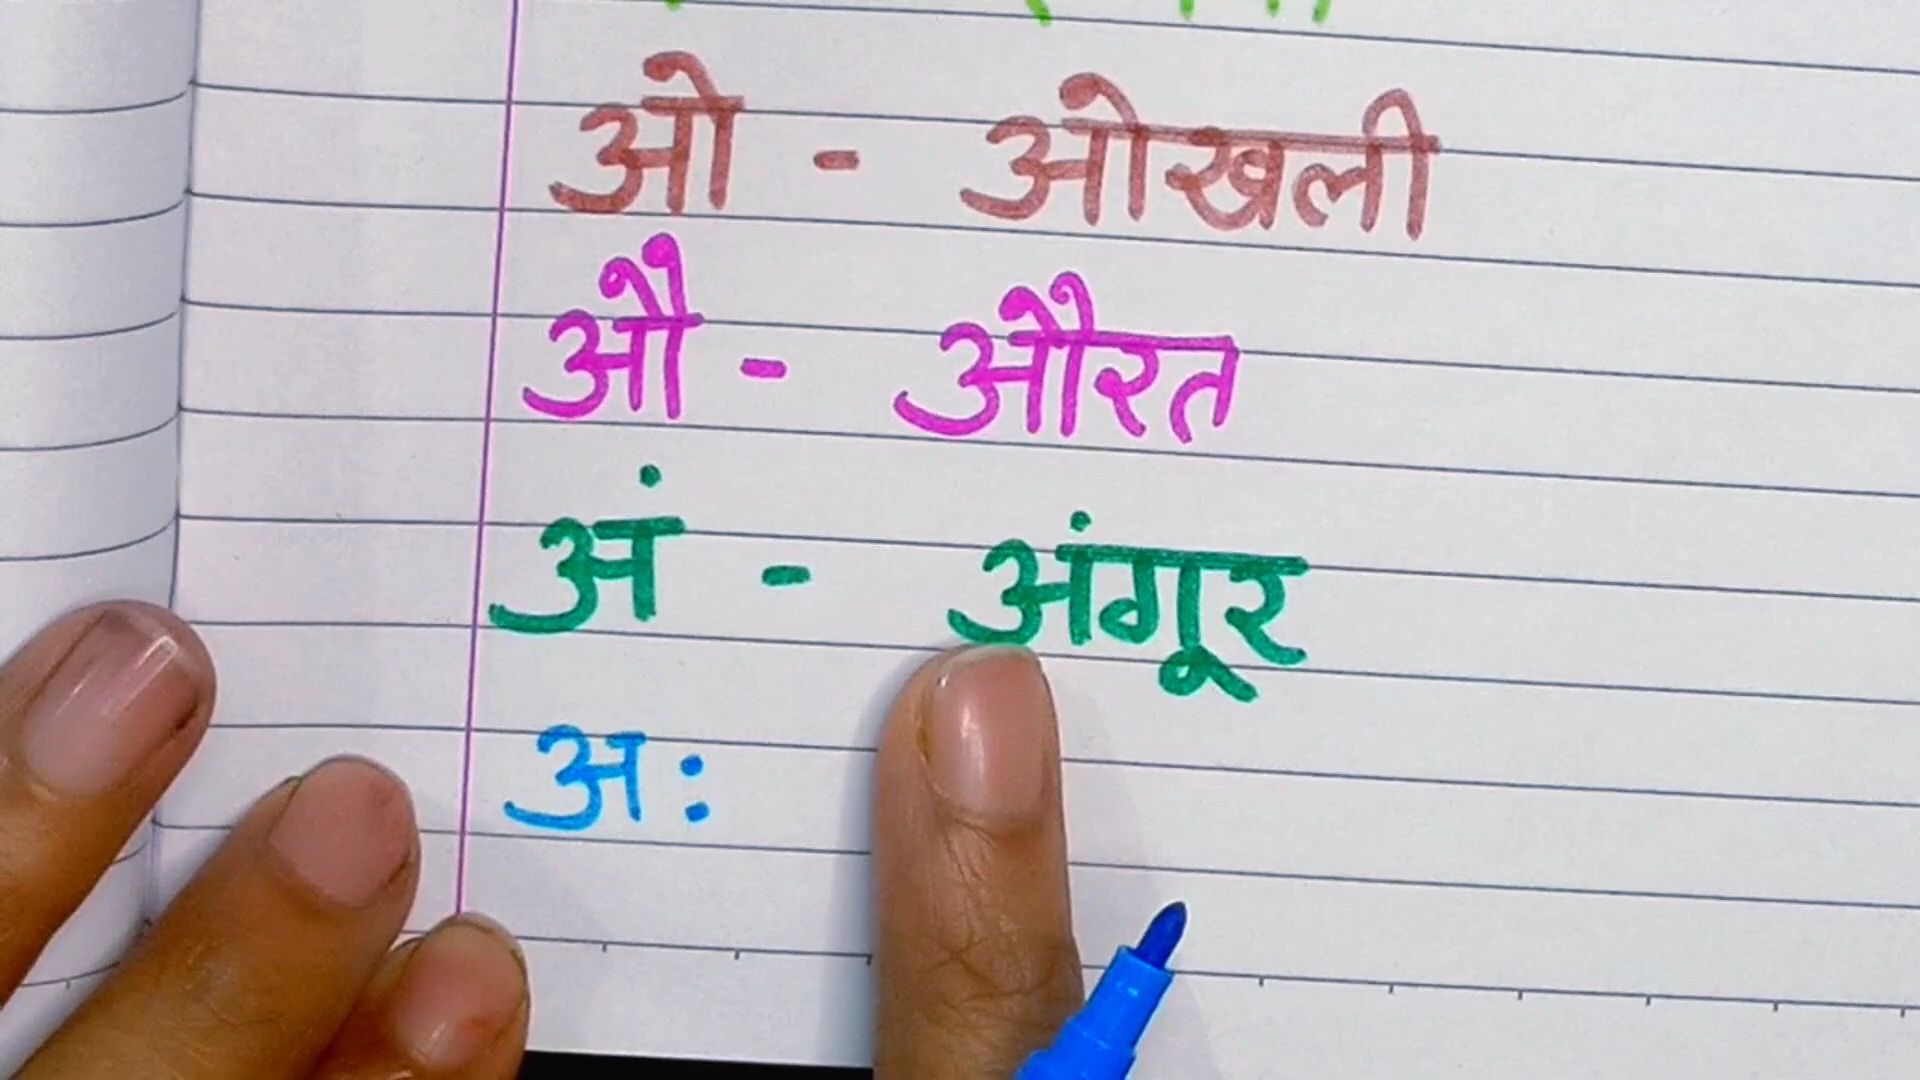 ओ - ओखली
औ - औरत
अं - अंगूर
अः